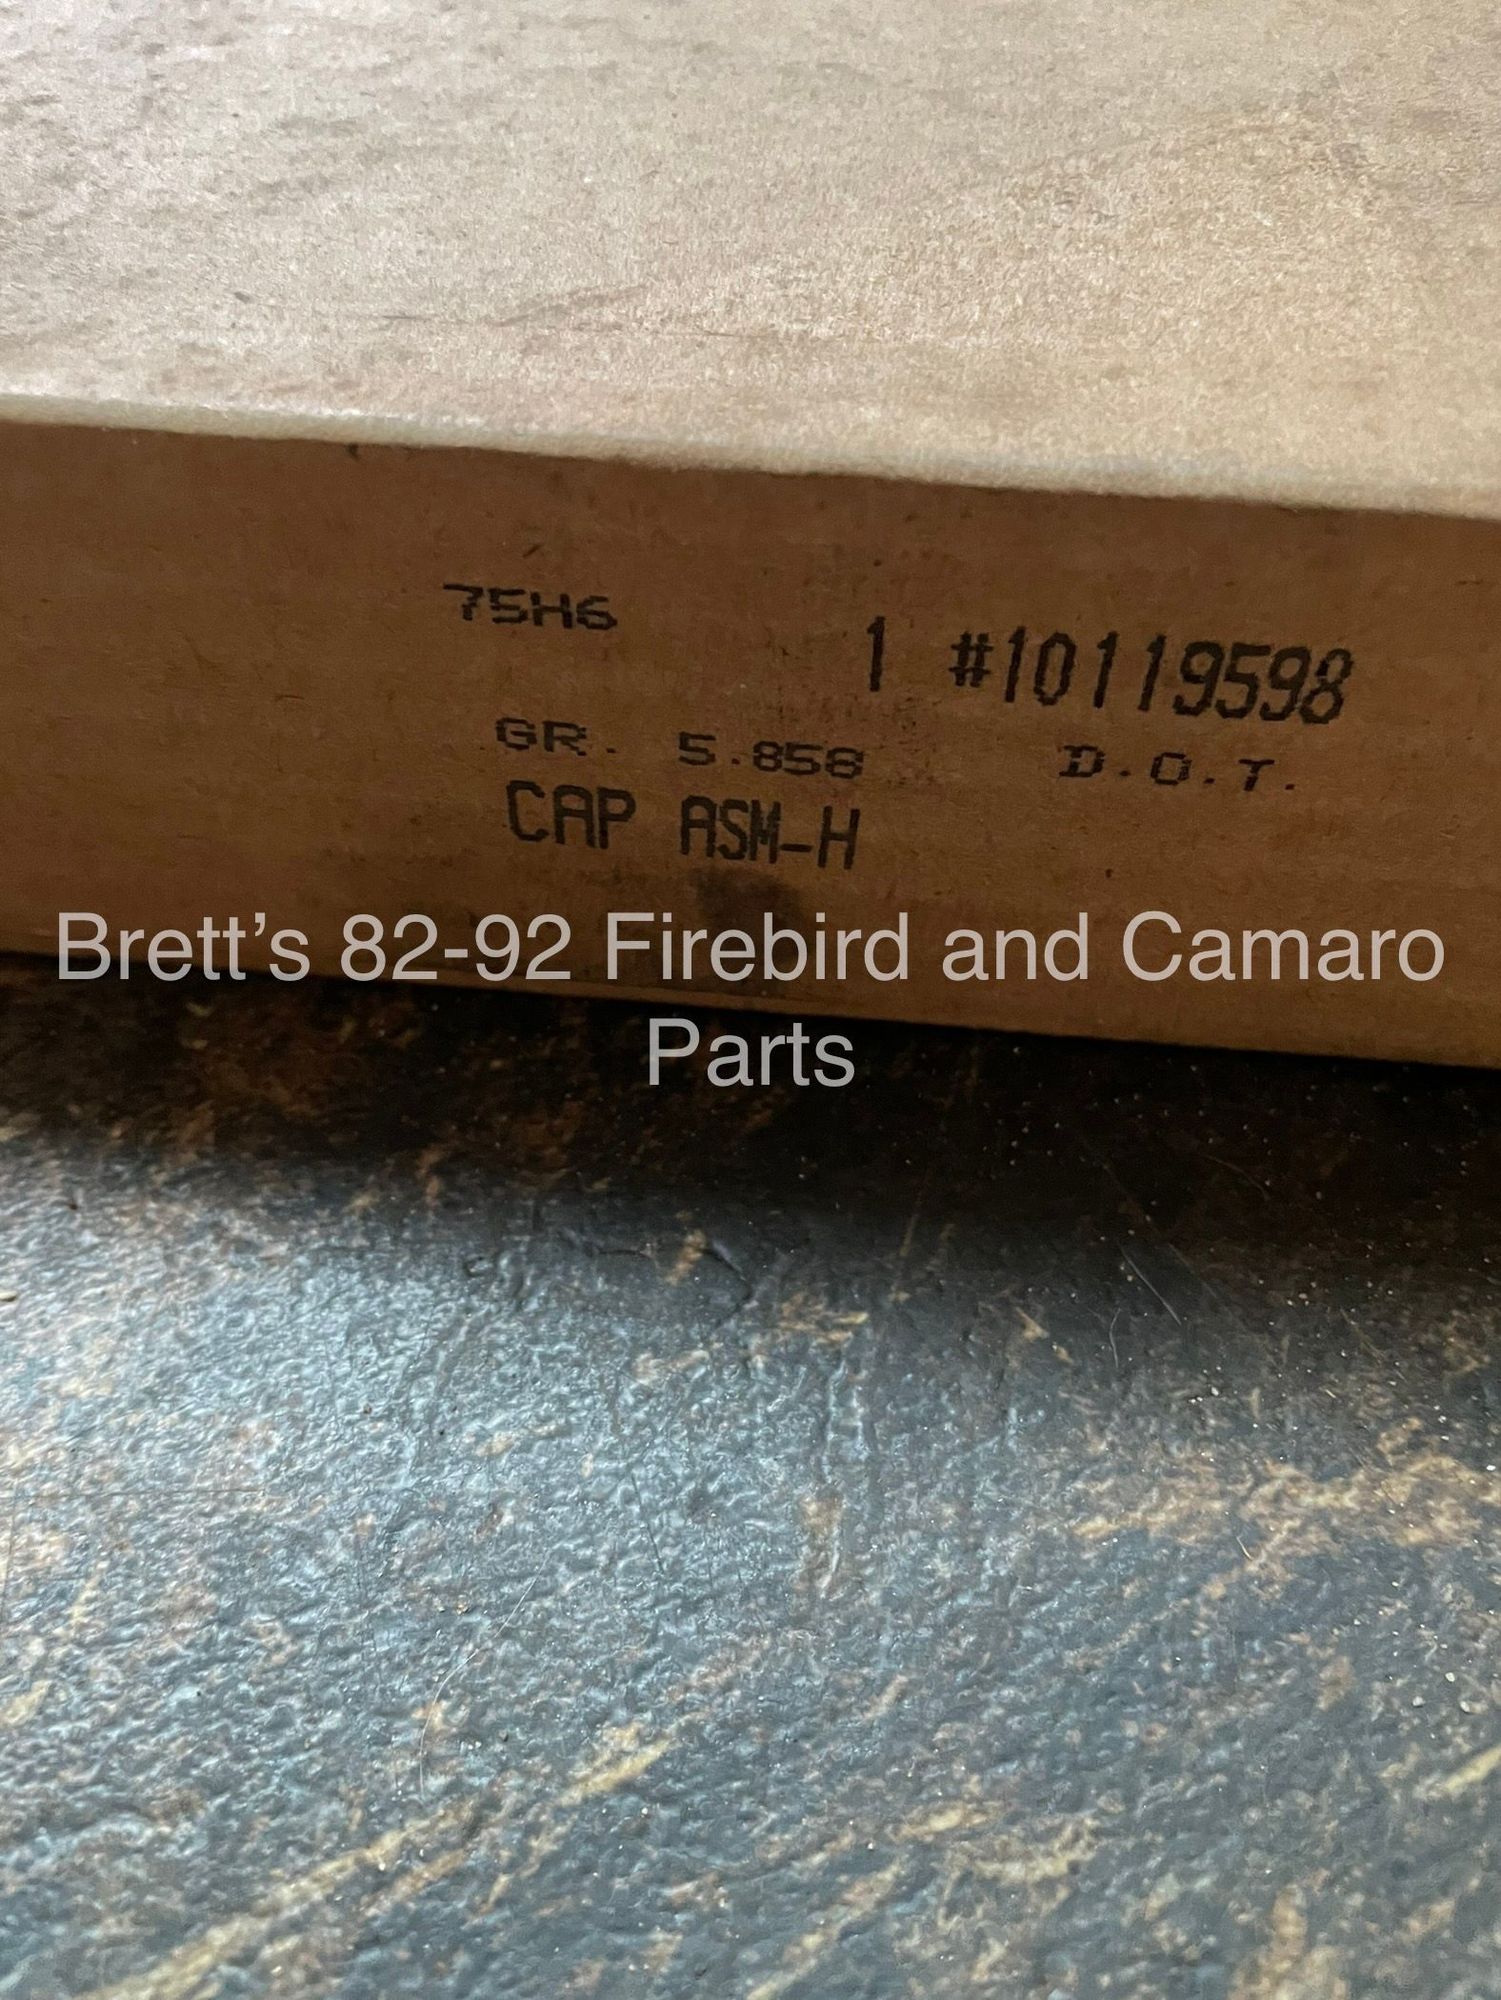 75H6
1 #10119598
GR. 5.858 D.O.T.
CAP ASM-H
Brett’s 82-92 Firebird and Camaro
Parts